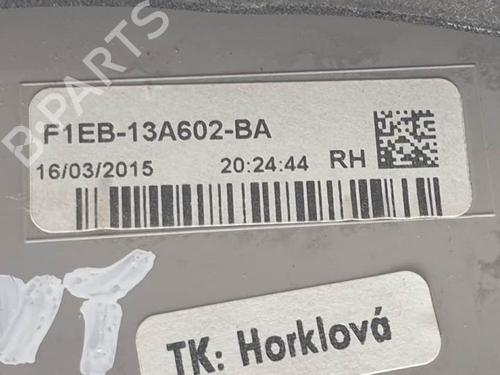 F1EB-13A602-BA
16/03/2015 20:24:44 RH
TK: Horklová
B-PARTS